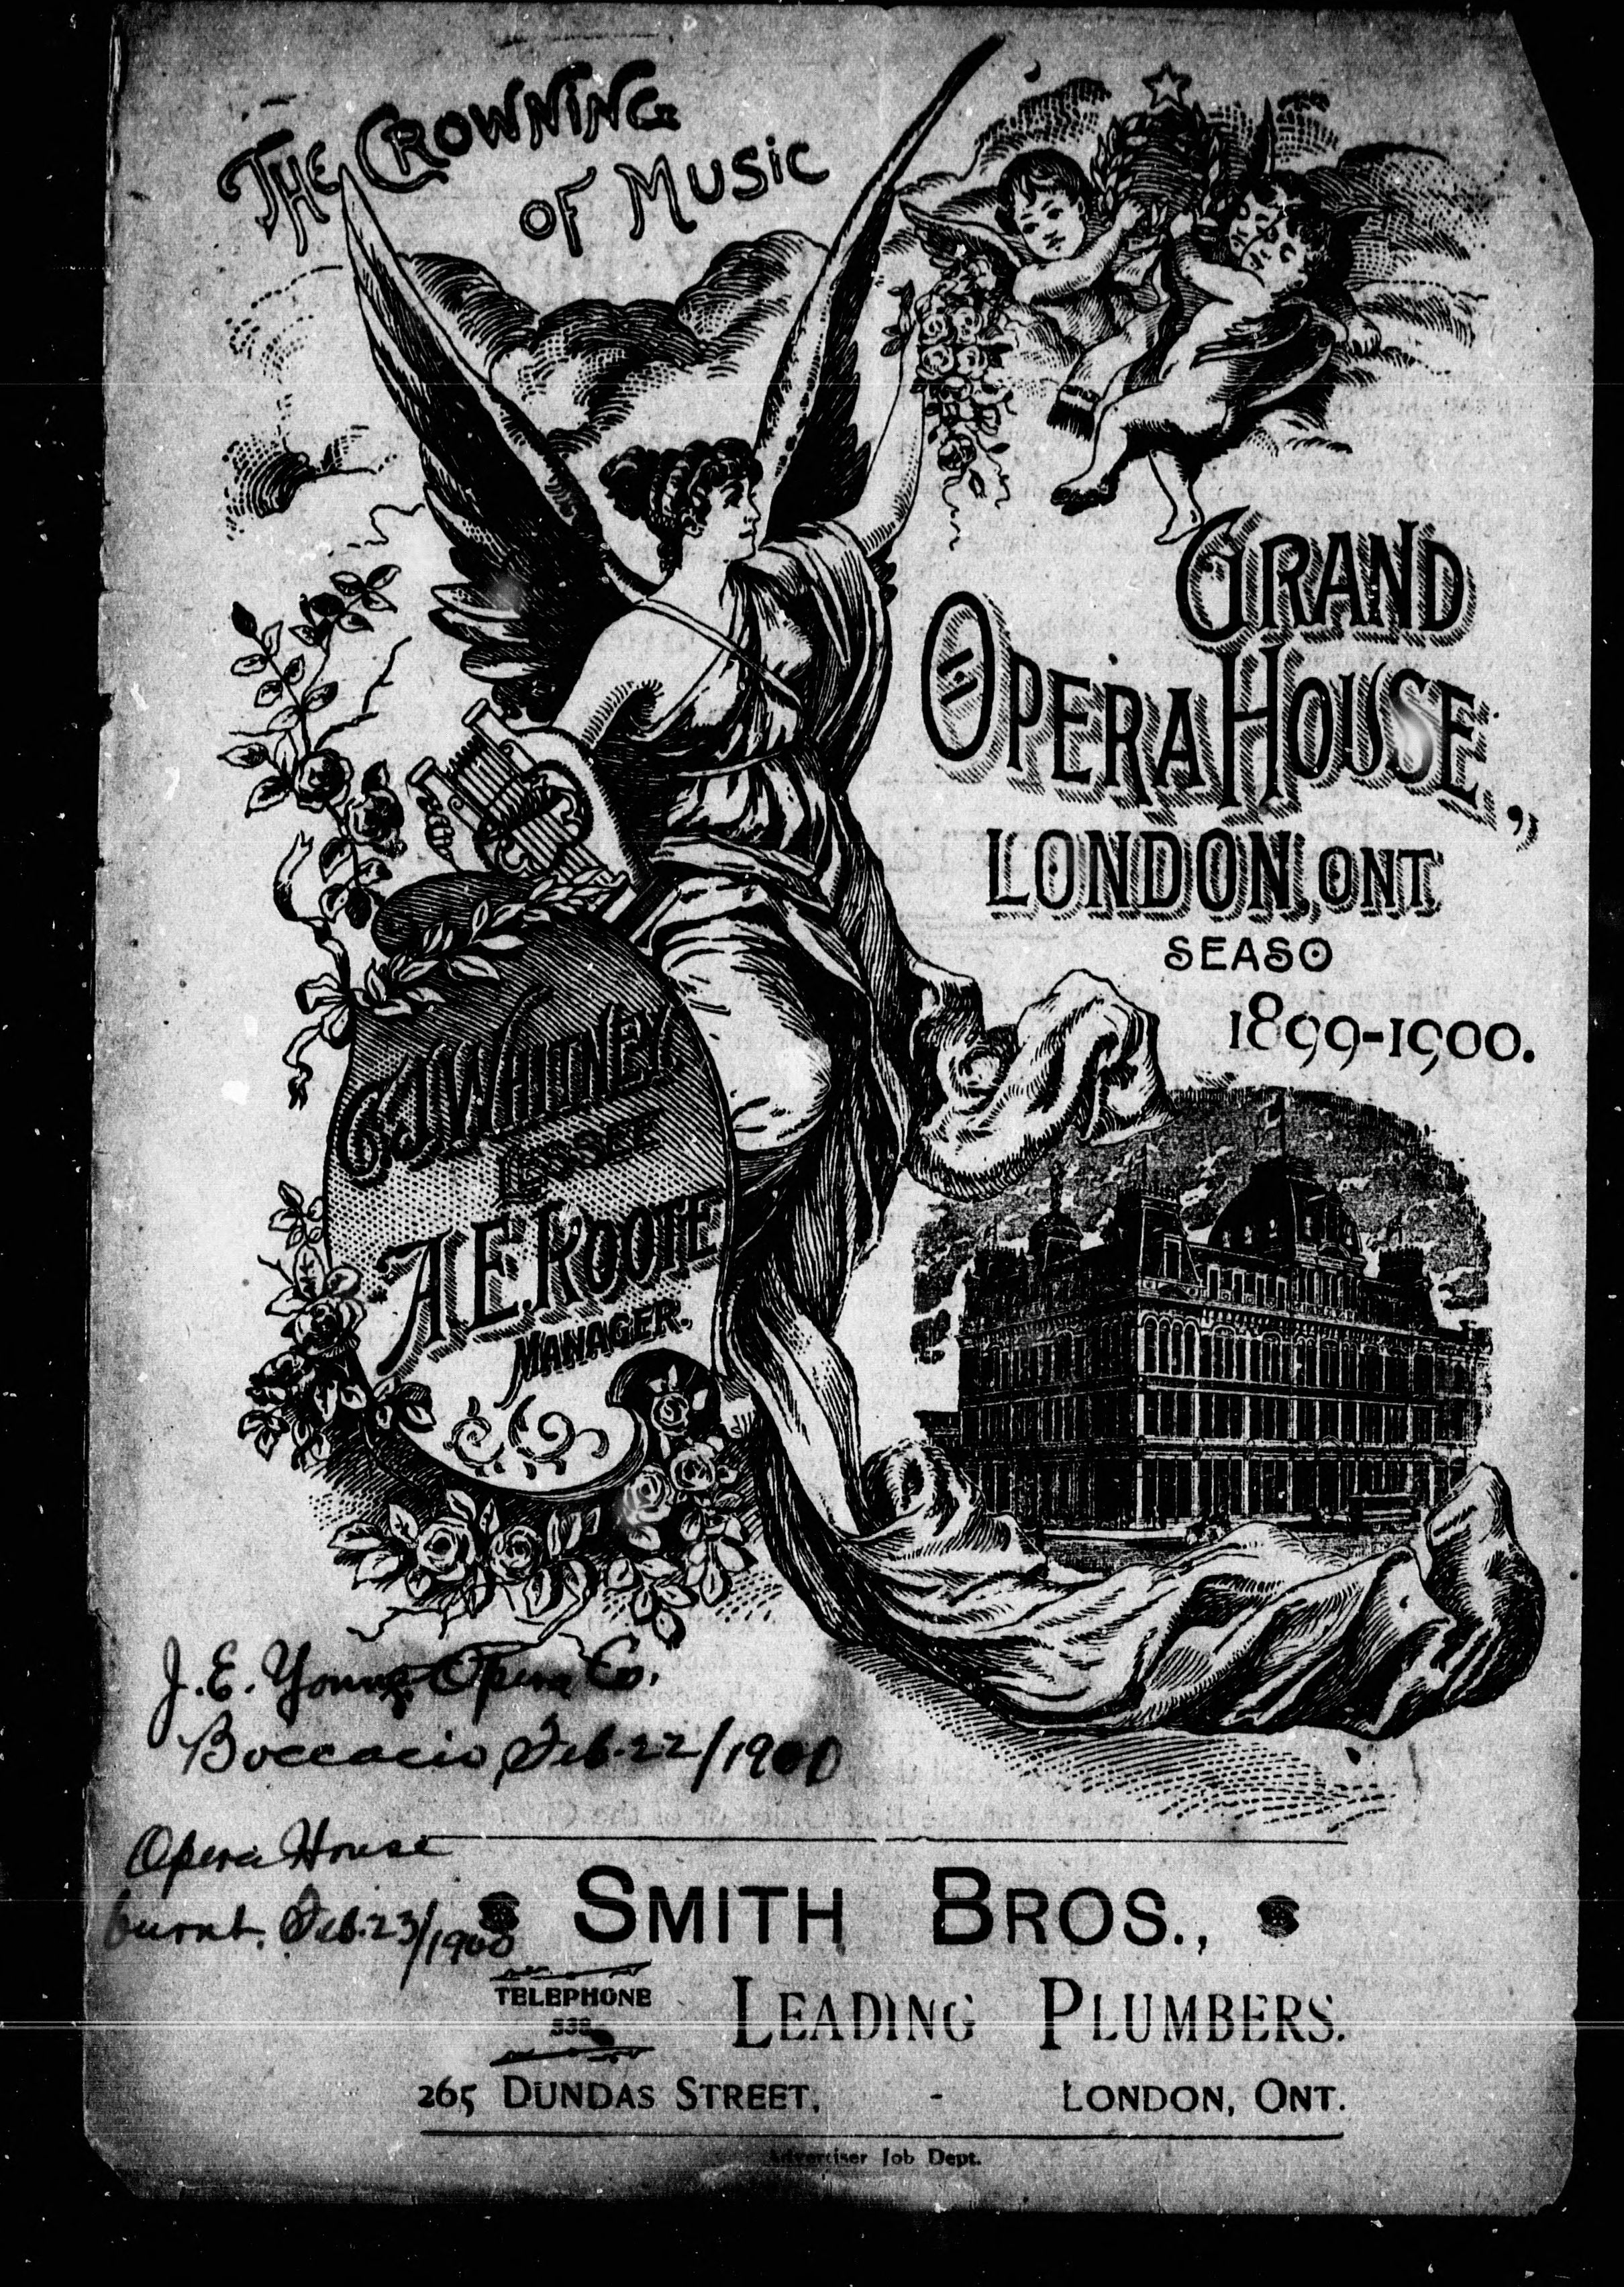 THE CROWNING
OF MUSIC
GRAND
OPERA HOUSE,
LONDON, ONT
SEASO
1899-1900.
C.J. WHITNEY
LESSEE
A.E. ROOTE
MANAGER.
J. E. Young Opera Co.
Boccacio Feb. 22/1900
Opera House
burnt. Feb. 23/1900
SMITH BROS.,
TELEPHONE
538
LEADING PLUMBERS.
265 DUNDAS STREET, - LONDON, ONT.
Advertiser Job Dept.